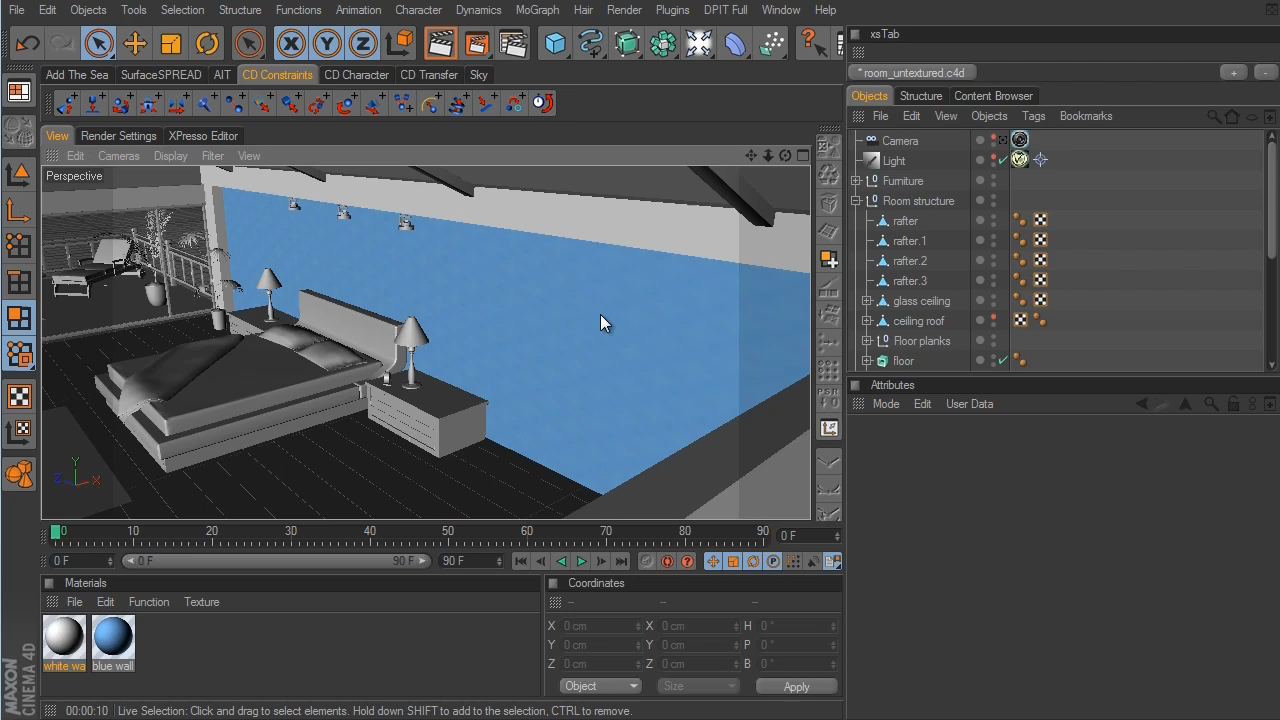 File Edit Objects Tools Selection Structure Functions Animation Character Dynamics MoGraph Hair Render Plugins DPIT Full Window Help
xsTab
X Y Z
Add The Sea SurfaceSPREAD AIT CD Constraints CD Character CD Transfer Sky
* room_untextured.c4d + -
Objects Structure Content Browser
File Edit View Objects Tags Bookmarks
View Render Settings XPresso Editor
Edit Cameras Display Filter View
Perspective
Camera
Light
Furniture
Room structure
rafter
rafter.1
rafter.2
rafter.3
glass ceiling
ceiling roof
Floor planks
floor
Attributes
Mode Edit User Data
PSR
Y
Z X
0 10 20 30 40 50 60 70 80 90 0 F
0 F 0 F 90 F 90 F
Materials
File Edit Function Texture
white wa blue wall
Coordinates
-- -- --
X 0 cm X 0 cm H 0 °
Y 0 cm Y 0 cm P 0 °
Z 0 cm Z 0 cm B 0 °
Object Size Apply
MAXON
CINEMA 4D
00:00:10 Live Selection: Click and drag to select elements. Hold down SHIFT to add to the selection, CTRL to remove.